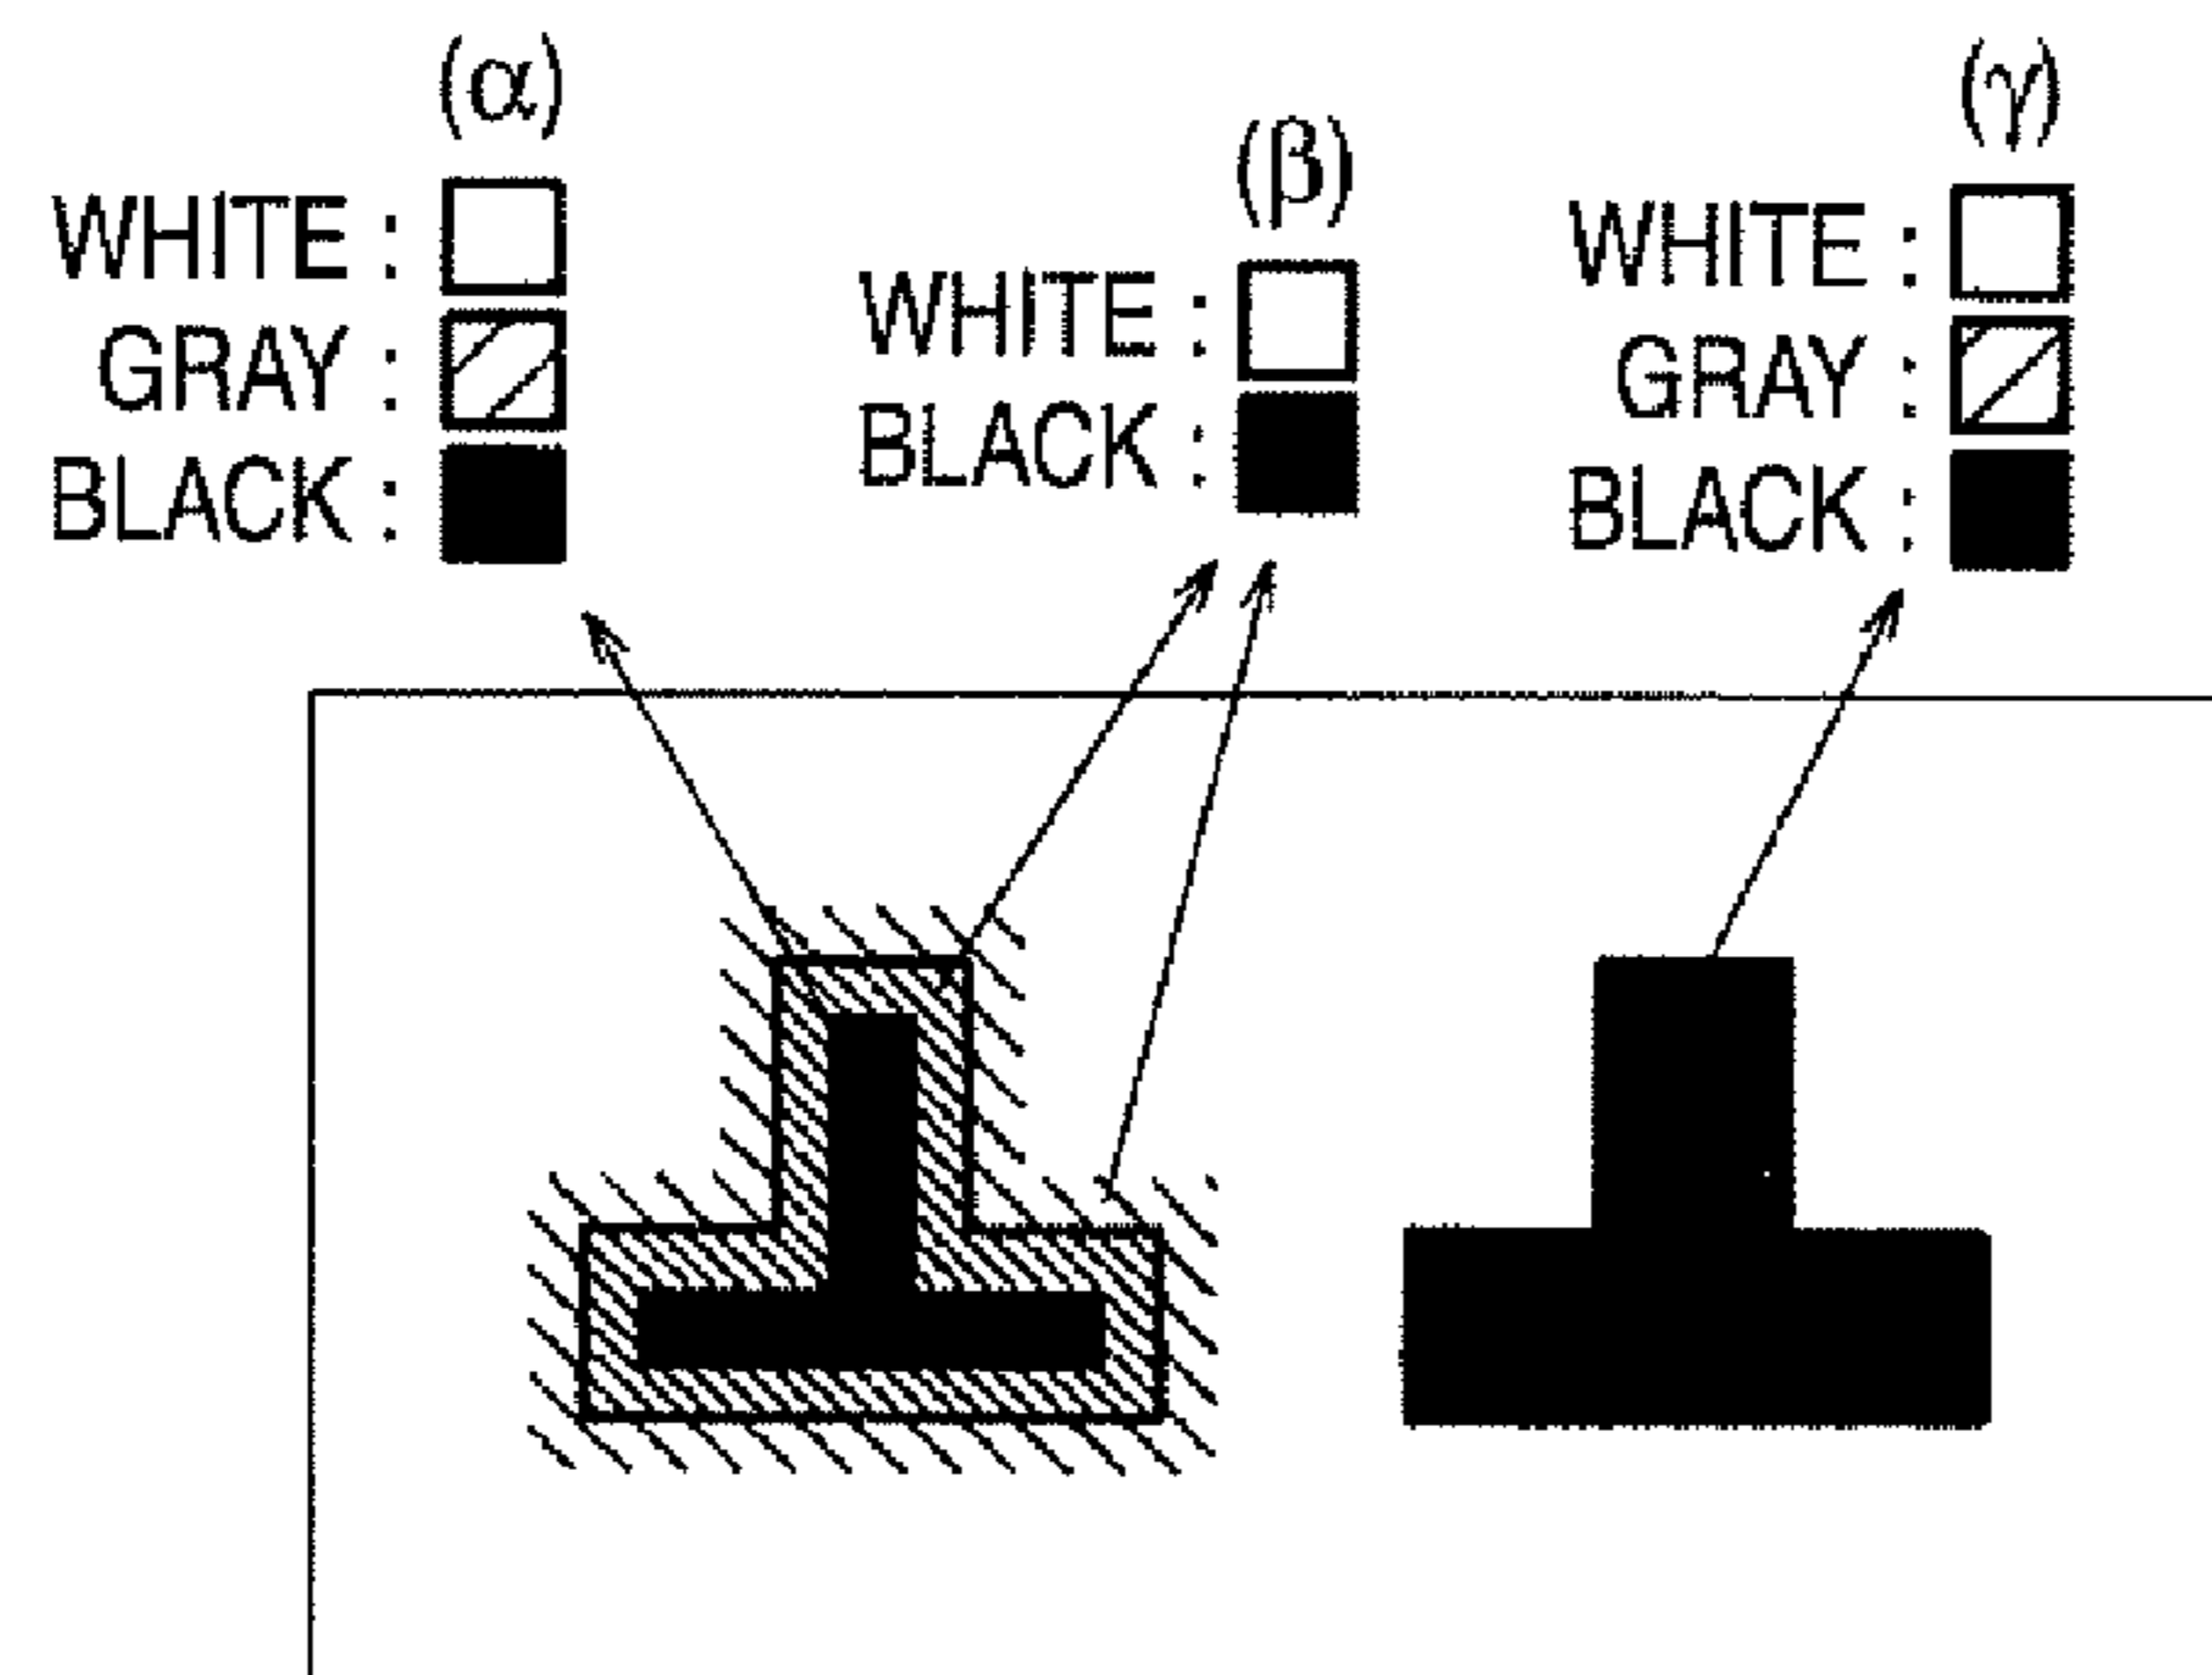 (α)
WHITE :
GRAY :
BLACK :
(β)
WHITE :
BLACK :
(γ)
WHITE :
GRAY :
BLACK :